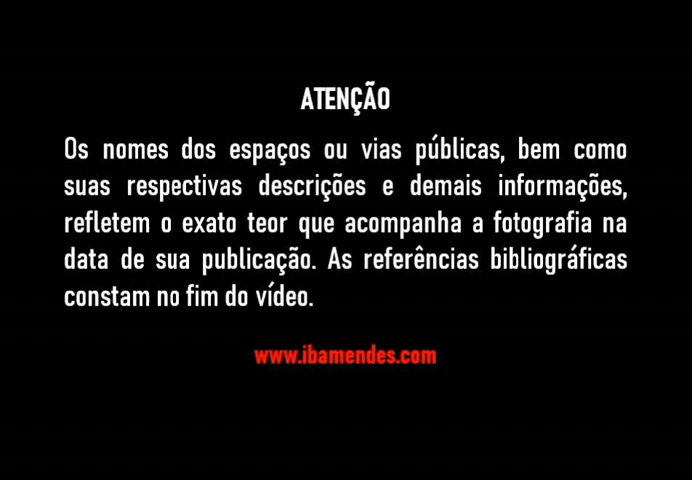 ATENÇÃO
Os nomes dos espaços ou vias públicas, bem como
suas respectivas descrições e demais informações,
refletem o exato teor que acompanha a fotografia na
data de sua publicação. As referências bibliográficas
constam no fim do vídeo.
www.ibamendes.com